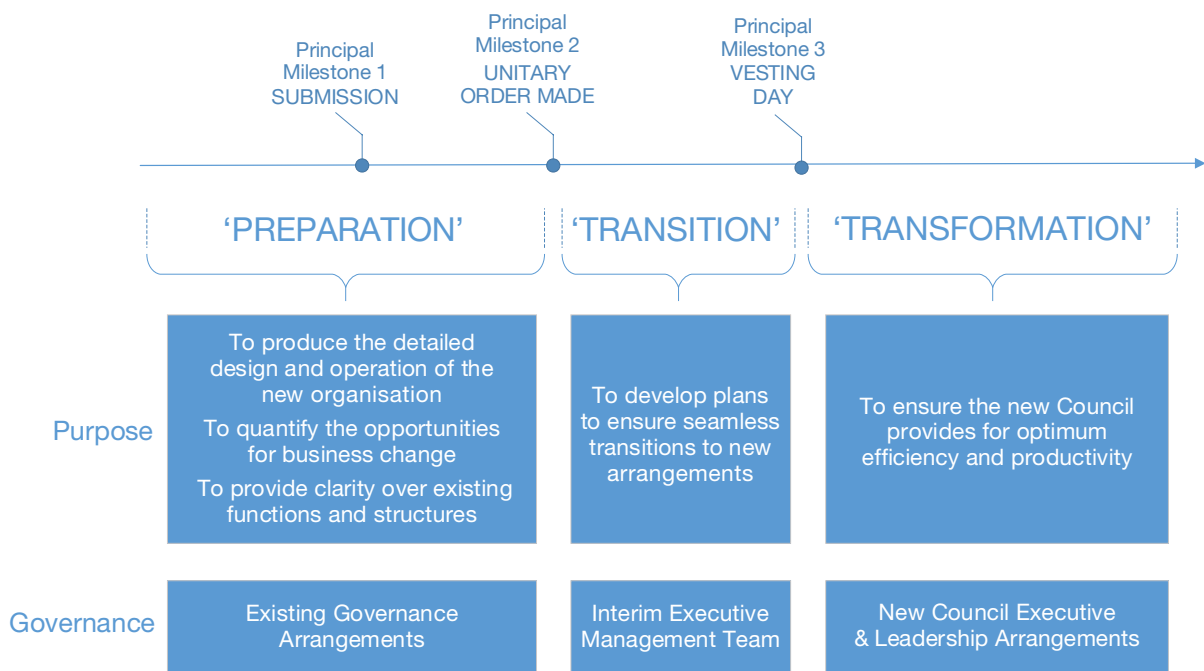 Principal
Milestone 1
SUBMISSION
Principal
Milestone 2
UNITARY
ORDER MADE
Principal
Milestone 3
VESTING
DAY
‘PREPARATION’
‘TRANSITION’
‘TRANSFORMATION’
Purpose
To produce the detailed
design and operation of the
new organisation
To quantify the opportunities
for business change
To provide clarity over existing
functions and structures
To develop plans
to ensure seamless
transitions to new
arrangements
To ensure the new Council
provides for optimum
efficiency and productivity
Governance
Existing Governance
Arrangements
Interim Executive
Management Team
New Council Executive
& Leadership Arrangements